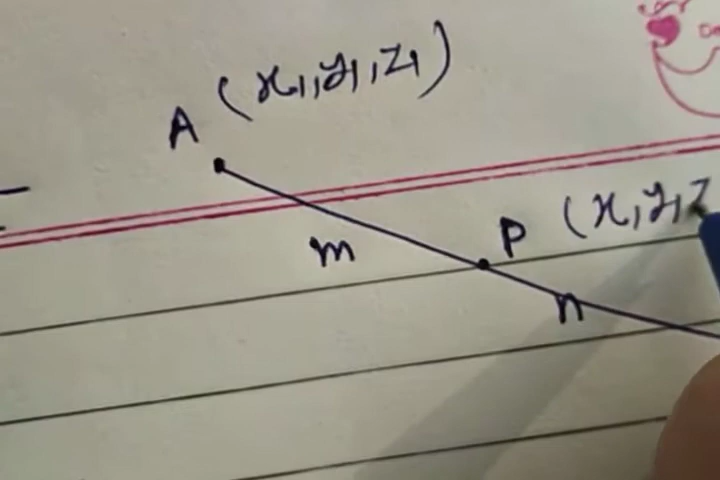 A (x₁, y₁, z₁)
P (x, y, z
m
n